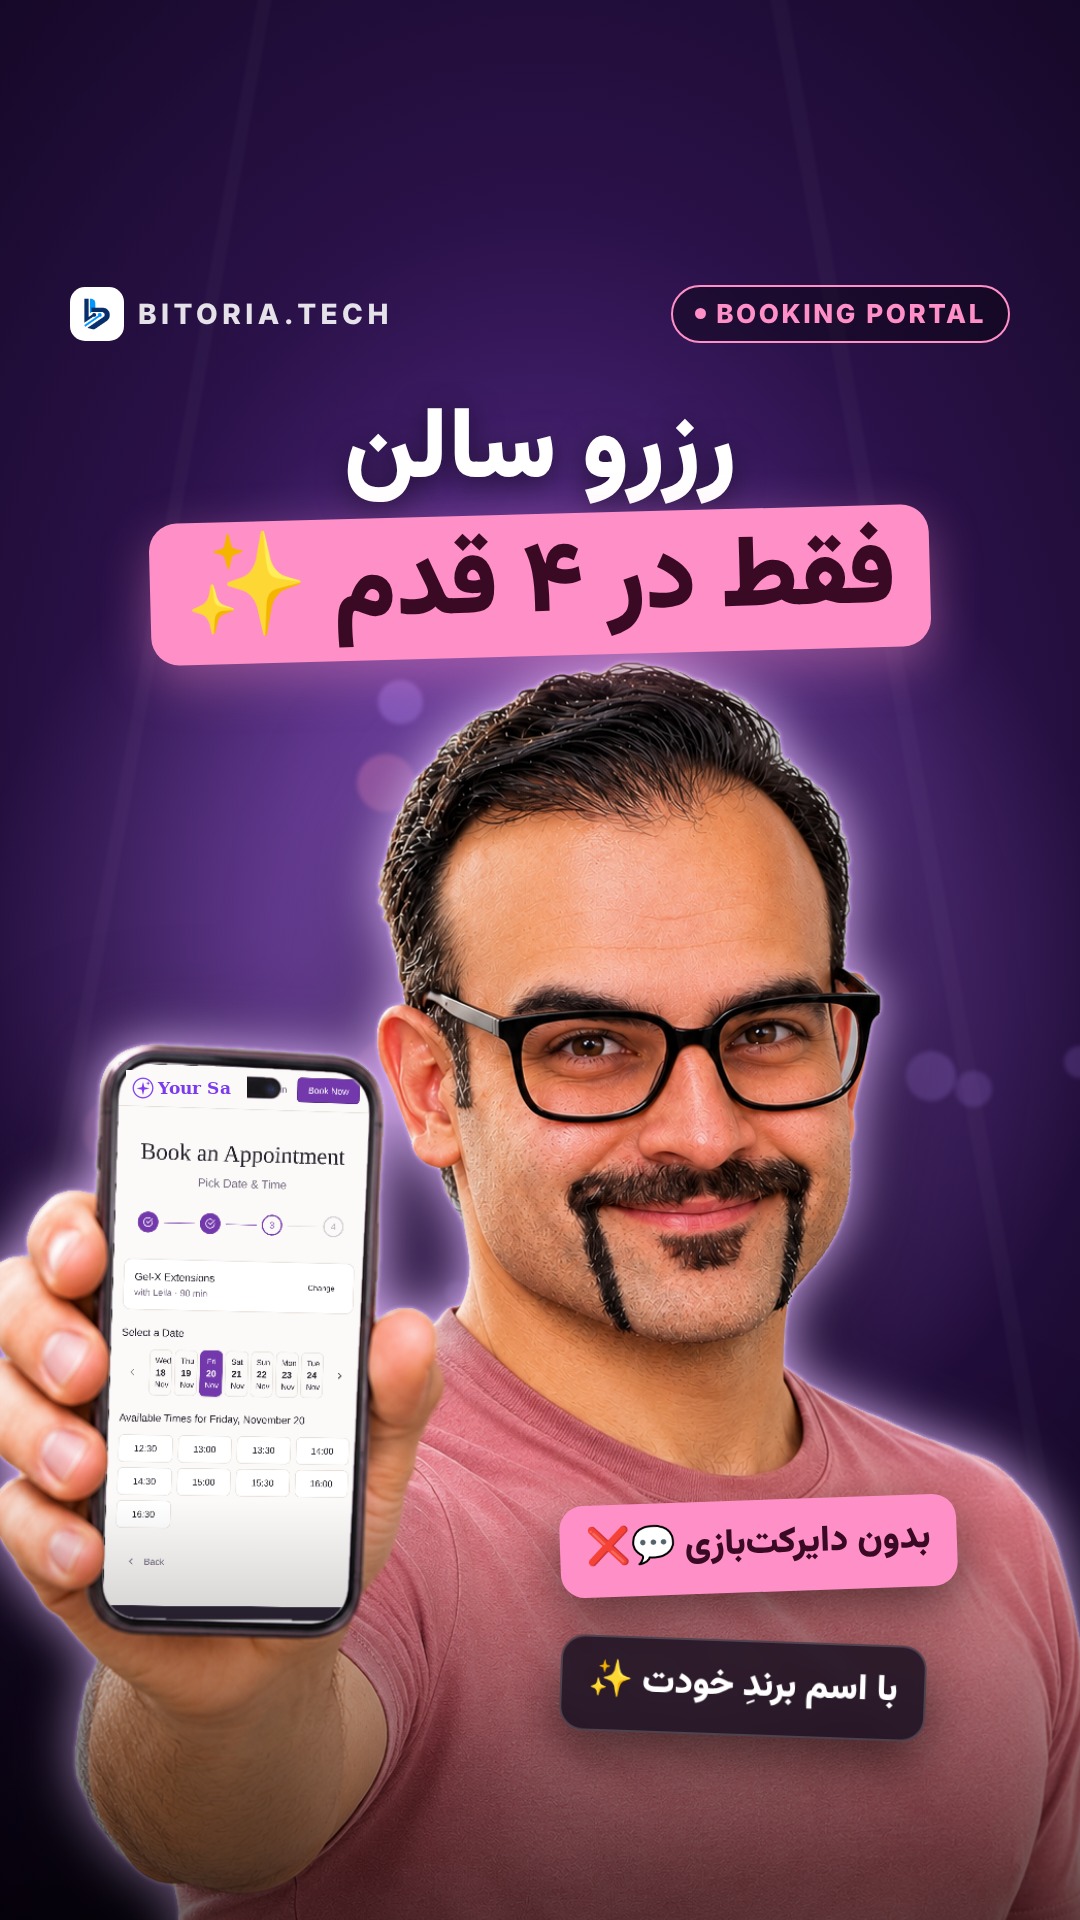 BITORIA.TECH
• BOOKING PORTAL
رزرو سالن
فقط در ۴ قدم ✨
Your Sa
Book Now
Book an Appointment
Pick Date & Time
3
4
Gel-X Extensions
with Leila · 90 min
Change
Select a Date
Wed Thu Fri Sat Sun Mon Tue
18 19 20 21 22 23 24
Nov Nov Nov Nov Nov Nov Nov
Available Times for Friday, November 20
12:30 13:00 13:30 14:00
14:30 15:00 15:30 16:00
16:30
Back
بدون دایرکت‌بازی 💬❌
با اسم برندِ خودت ✨